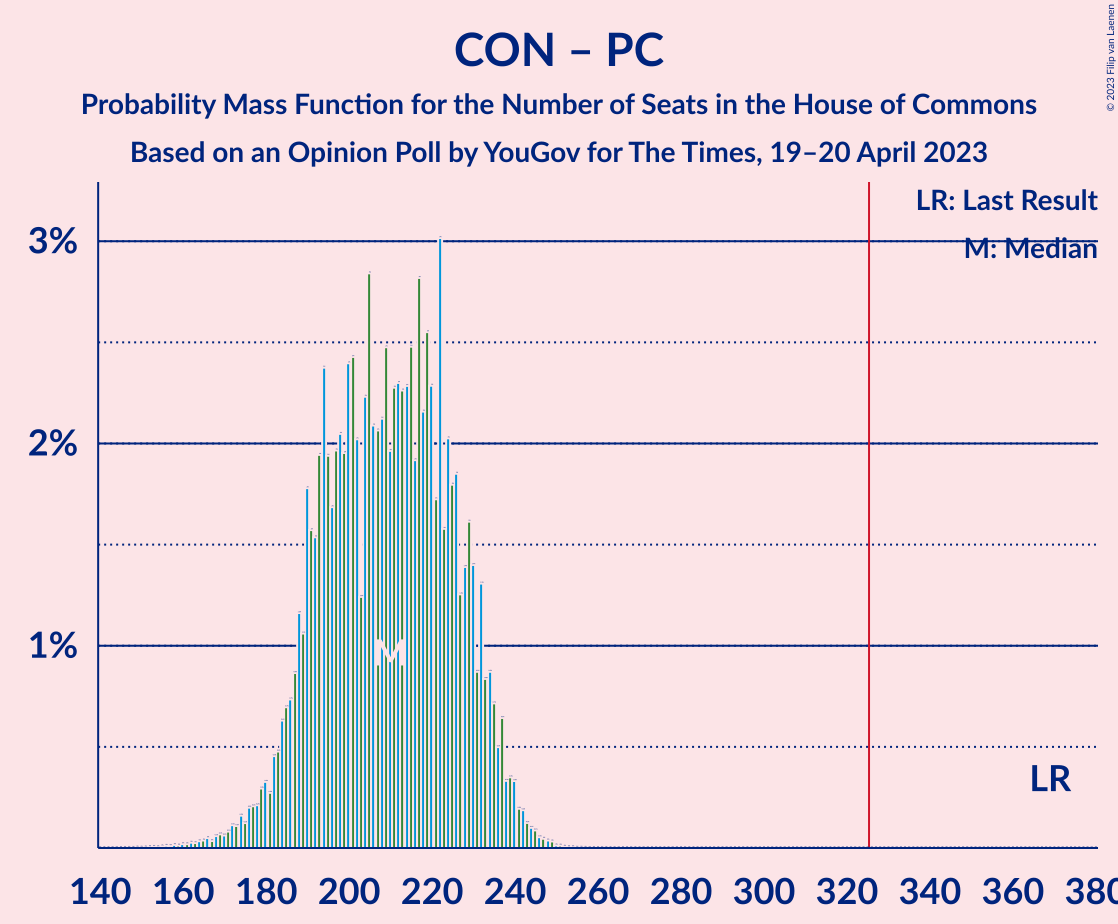 CON – PC
Probability Mass Function for the Number of Seats in the House of Commons
Based on an Opinion Poll by YouGov for The Times, 19–20 April 2023
© 2023 Filip van Laenen
LR: Last Result
M: Median
3%
2%
1%
M
LR
140 160 180 200 220 240 260 280 300 320 340 360 380